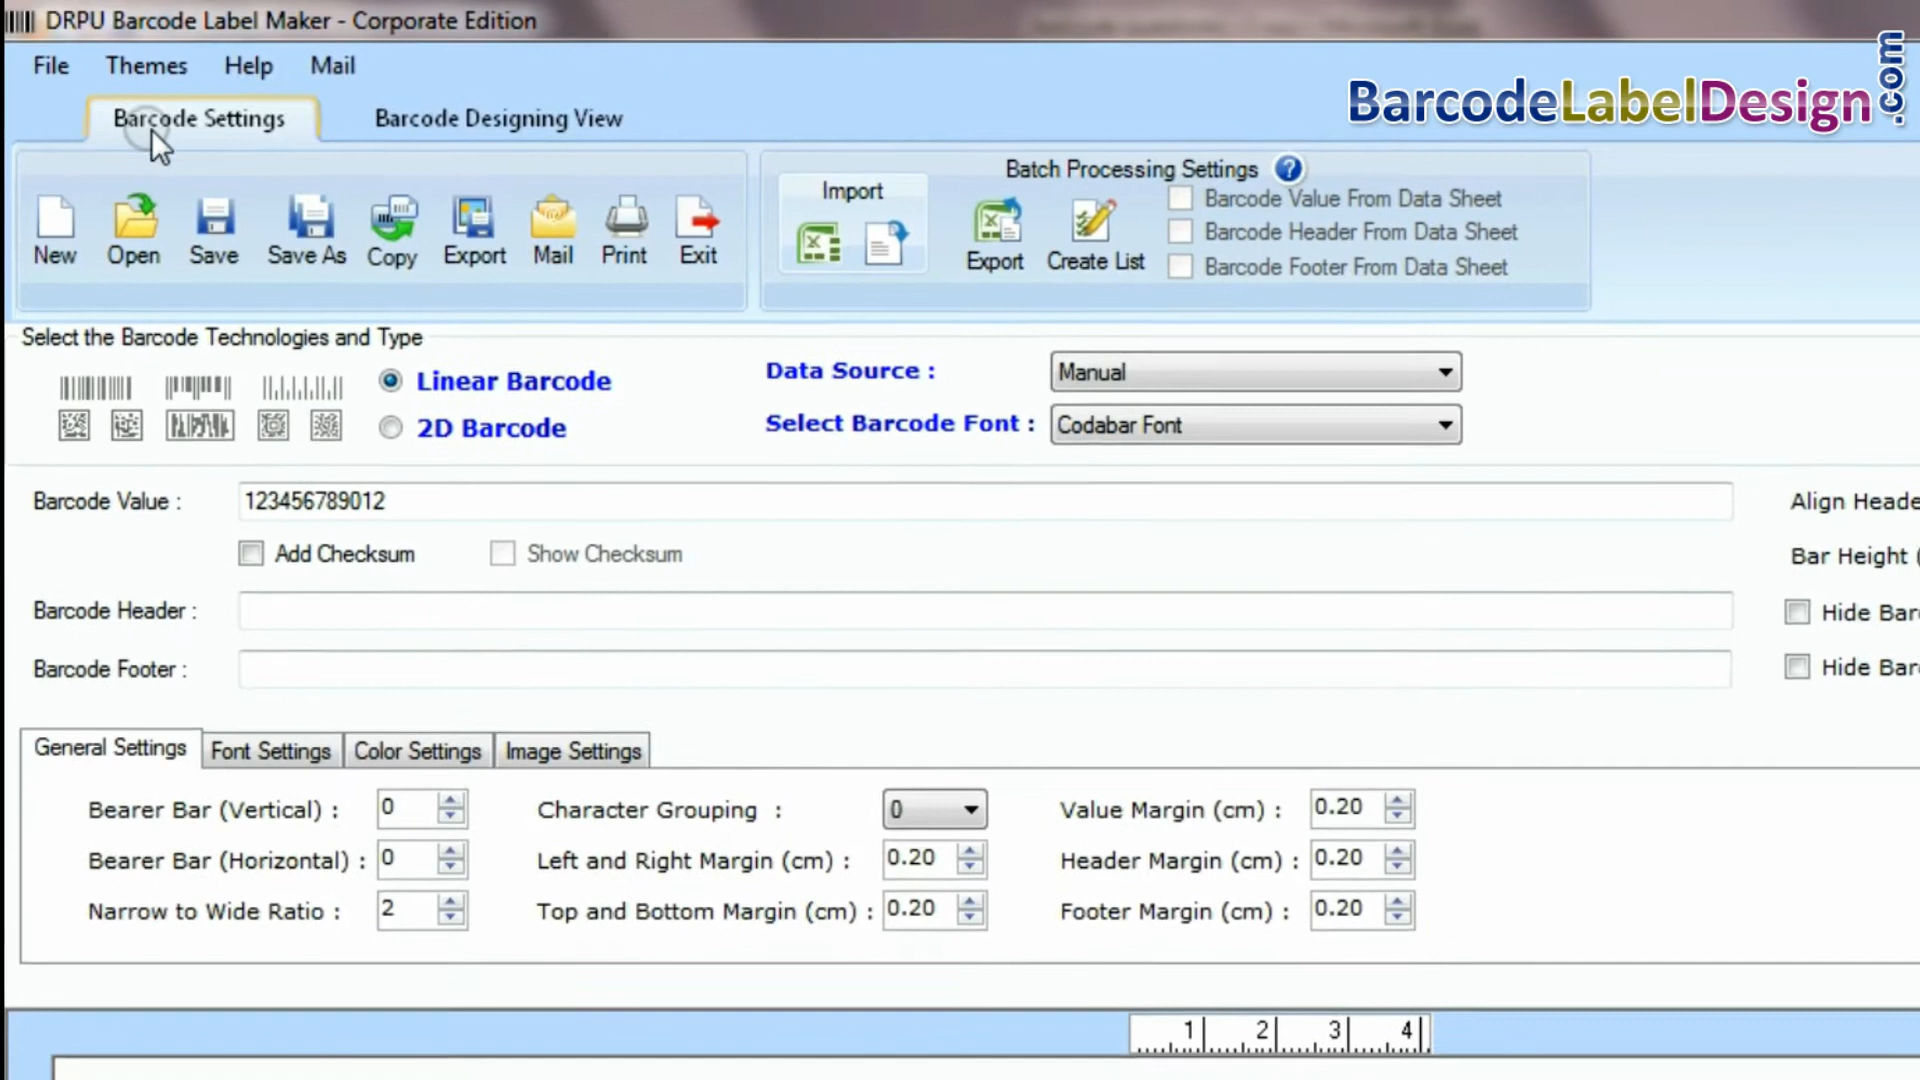 DRPU Barcode Label Maker - Corporate Edition
File Themes Help Mail
BarcodeLabelDesign.com
Barcode Settings Barcode Designing View
Batch Processing Settings ?
Import
New Open Save Save As Copy Export Mail Print Exit
Export Create List
Barcode Value From Data Sheet
Barcode Header From Data Sheet
Barcode Footer From Data Sheet
Select the Barcode Technologies and Type
Linear Barcode
2D Barcode
Data Source : Manual
Select Barcode Font : Codabar Font
Barcode Value : 123456789012
Align Heade
Add Checksum Show Checksum
Bar Height (
Barcode Header :
Hide Bar
Barcode Footer :
Hide Bar
General Settings Font Settings Color Settings Image Settings
Bearer Bar (Vertical) : 0 Character Grouping : 0 Value Margin (cm) : 0.20
Bearer Bar (Horizontal) : 0 Left and Right Margin (cm) : 0.20 Header Margin (cm) : 0.20
Narrow to Wide Ratio : 2 Top and Bottom Margin (cm) : 0.20 Footer Margin (cm) : 0.20
1 2 3 4